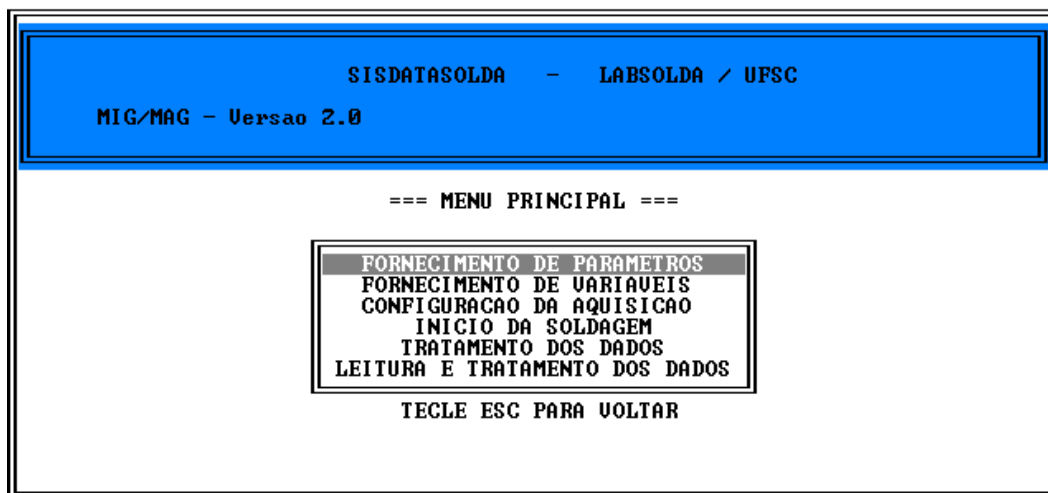 SISDATASOLDA - LABSOLDA / UFSC
MIG/MAG - Versao 2.0
=== MENU PRINCIPAL ===
FORNECIMENTO DE PARAMETROS
FORNECIMENTO DE VARIAVEIS
CONFIGURACAO DA AQUISICAO
INICIO DA SOLDAGEM
TRATAMENTO DOS DADOS
LEITURA E TRATAMENTO DOS DADOS
TECLE ESC PARA VOLTAR